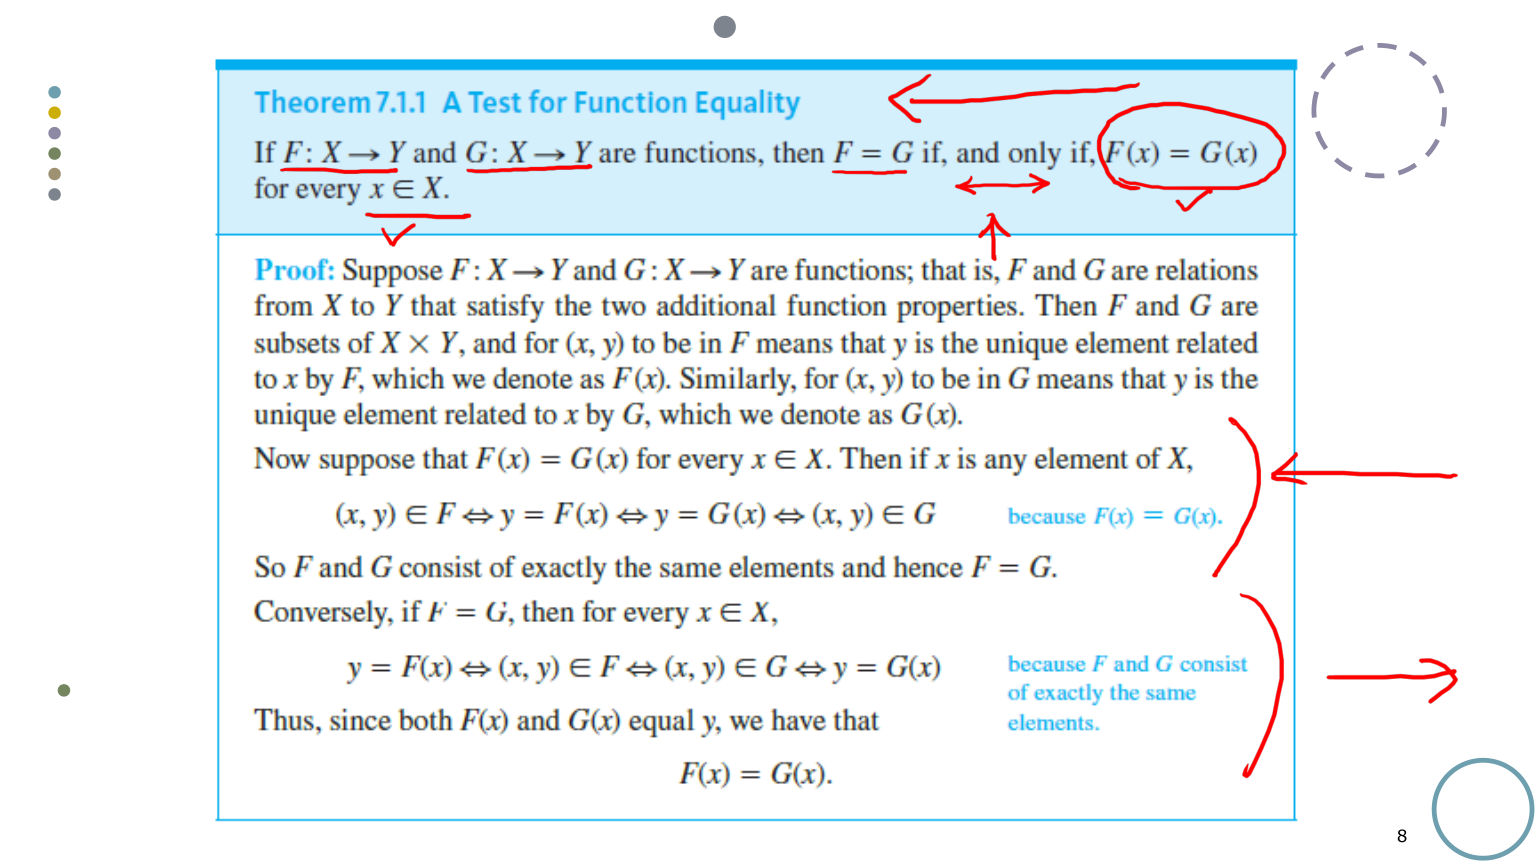 Theorem 7.1.1 A Test for Function Equality
If F: X → Y and G: X → Y are functions, then F = G if, and only if, F(x) = G(x)
for every x ∈ X.
Proof: Suppose F: X → Y and G: X → Y are functions; that is, F and G are relations
from X to Y that satisfy the two additional function properties. Then F and G are
subsets of X × Y, and for (x, y) to be in F means that y is the unique element related
to x by F, which we denote as F(x). Similarly, for (x, y) to be in G means that y is the
unique element related to x by G, which we denote as G(x).
Now suppose that F(x) = G(x) for every x ∈ X. Then if x is any element of X,
(x, y) ∈ F ⇔ y = F(x) ⇔ y = G(x) ⇔ (x, y) ∈ G because F(x) = G(x).
So F and G consist of exactly the same elements and hence F = G.
Conversely, if F = G, then for every x ∈ X,
y = F(x) ⇔ (x, y) ∈ F ⇔ (x, y) ∈ G ⇔ y = G(x)
because F and G consist
of exactly the same
elements.
Thus, since both F(x) and G(x) equal y, we have that
F(x) = G(x).
8